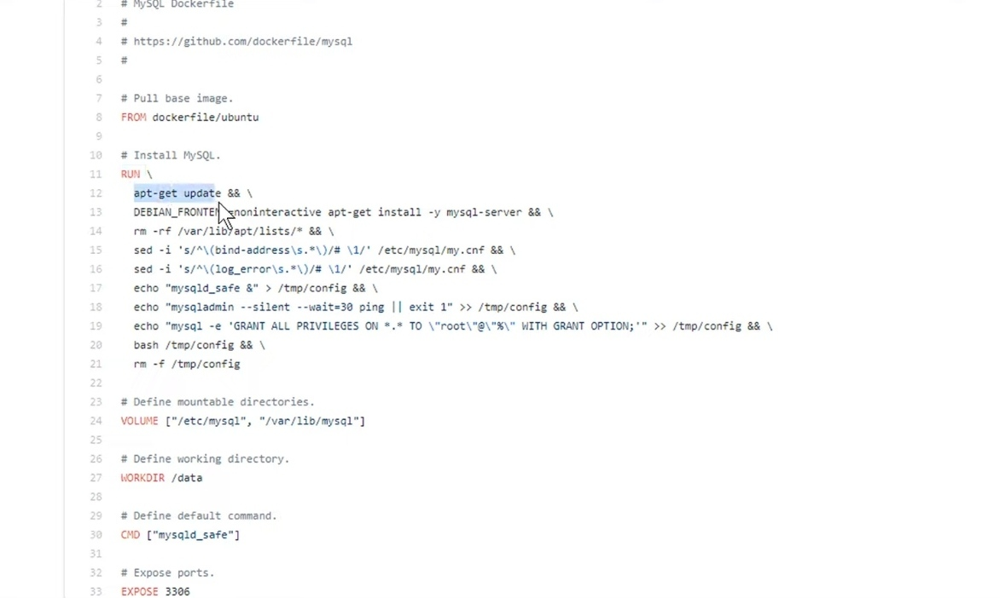 2 # MySQL Dockerfile
3 #
4 # https://github.com/dockerfile/mysql
5 #
6
7 # Pull base image.
8 FROM dockerfile/ubuntu
9
10 # Install MySQL.
11 RUN \
12 apt-get update && \
13 DEBIAN_FRONTEN =noninteractive apt-get install -y mysql-server && \
14 rm -rf /var/lib/apt/lists/* && \
15 sed -i 's/^\(bind-address\s.*\)/# \1/' /etc/mysql/my.cnf && \
16 sed -i 's/^\(log_error\s.*\)/# \1/' /etc/mysql/my.cnf && \
17 echo "mysqld_safe &" > /tmp/config && \
18 echo "mysqladmin --silent --wait=30 ping || exit 1" >> /tmp/config && \
19 echo "mysql -e 'GRANT ALL PRIVILEGES ON *.* TO \"root\"@\"%\" WITH GRANT OPTION;'" >> /tmp/config && \
20 bash /tmp/config && \
21 rm -f /tmp/config
22
23 # Define mountable directories.
24 VOLUME ["/etc/mysql", "/var/lib/mysql"]
25
26 # Define working directory.
27 WORKDIR /data
28
29 # Define default command.
30 CMD ["mysqld_safe"]
31
32 # Expose ports.
33 EXPOSE 3306